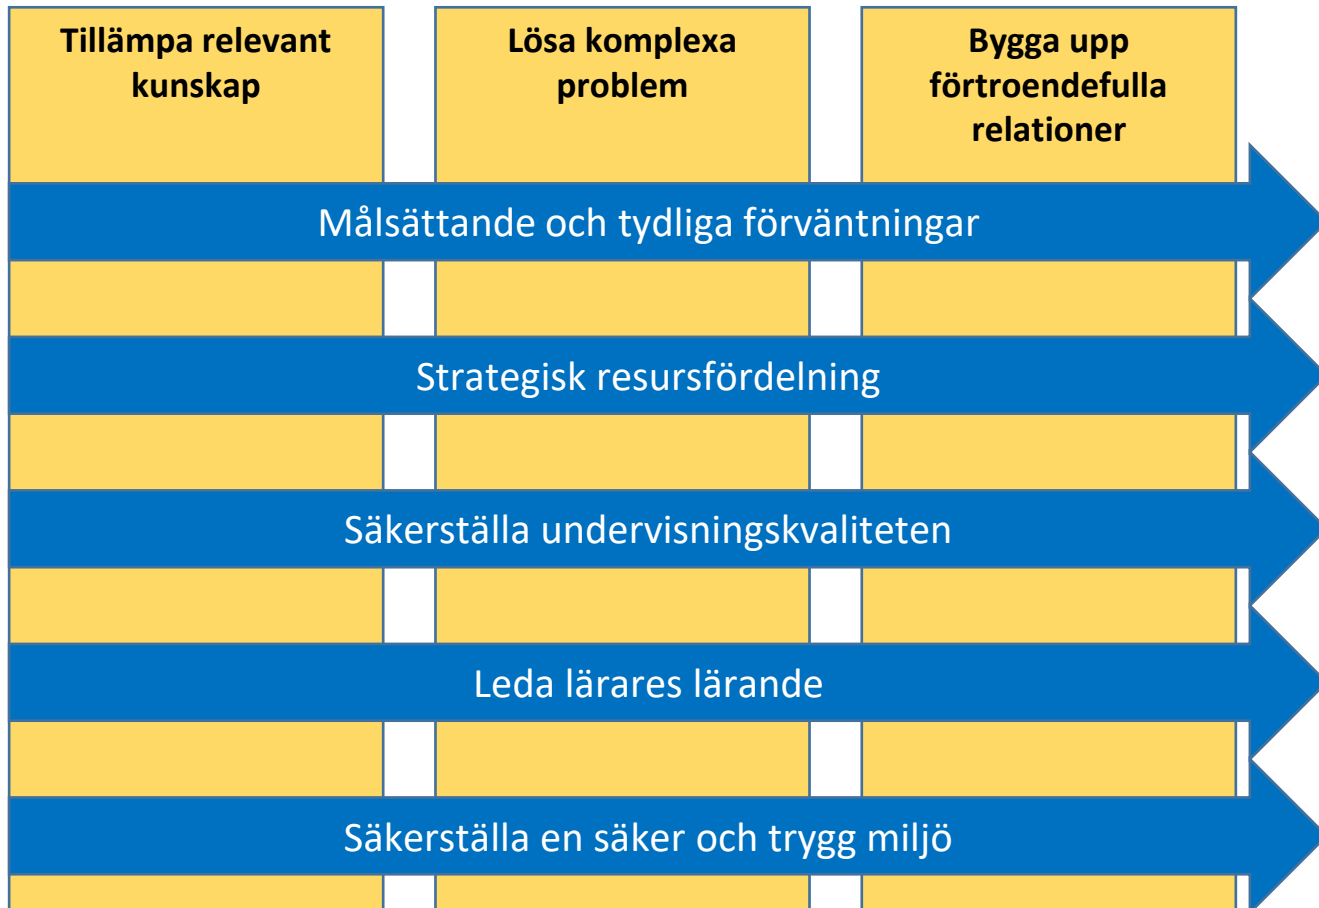 Tillämpa relevant
kunskap
Lösa komplexa
problem
Bygga upp
förtroendefulla
relationer
Målsättande och tydliga förväntningar
Strategisk resursfördelning
Säkerställa undervisningskvaliteten
Leda lärares lärande
Säkerställa en säker och trygg miljö